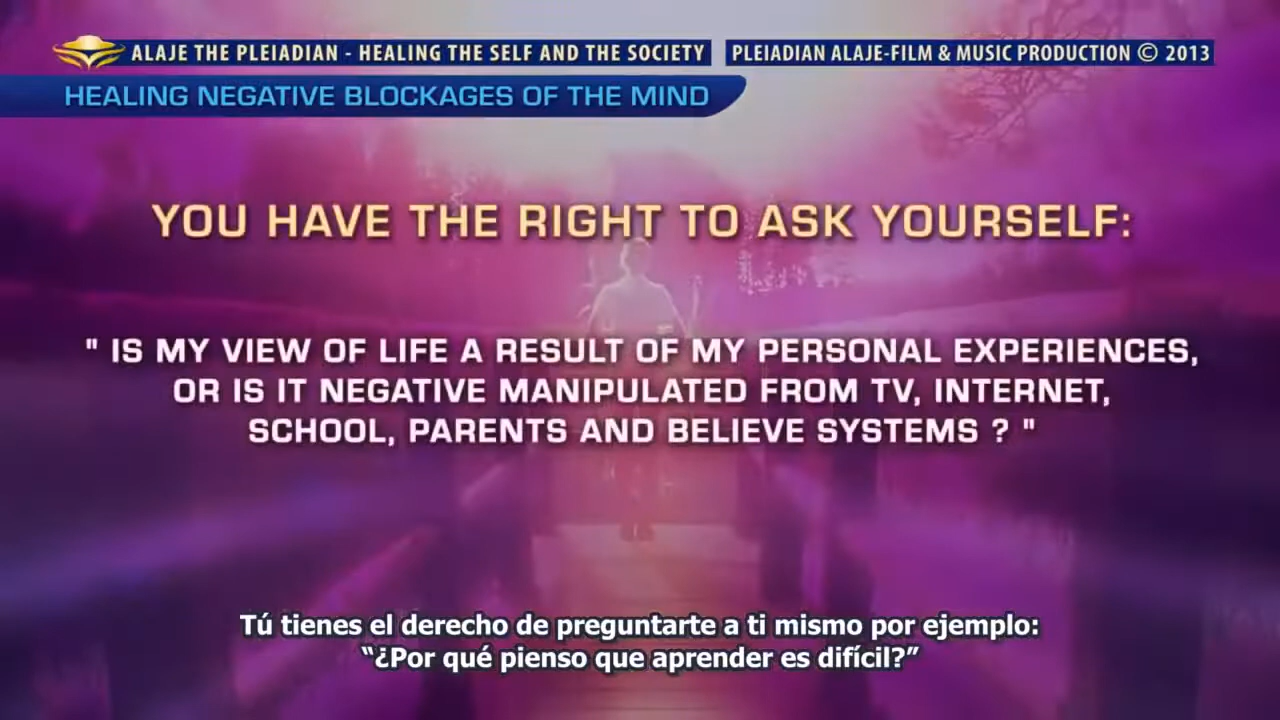 ALAJE THE PLEIADIAN - HEALING THE SELF AND THE SOCIETY
PLEIADIAN ALAJE-FILM & MUSIC PRODUCTION © 2013
HEALING NEGATIVE BLOCKAGES OF THE MIND
YOU HAVE THE RIGHT TO ASK YOURSELF:
" IS MY VIEW OF LIFE A RESULT OF MY PERSONAL EXPERIENCES,
OR IS IT NEGATIVE MANIPULATED FROM TV, INTERNET,
SCHOOL, PARENTS AND BELIEVE SYSTEMS ? "
Tú tienes el derecho de preguntarte a ti mismo por ejemplo:
“¿Por qué pienso que aprender es difícil?”